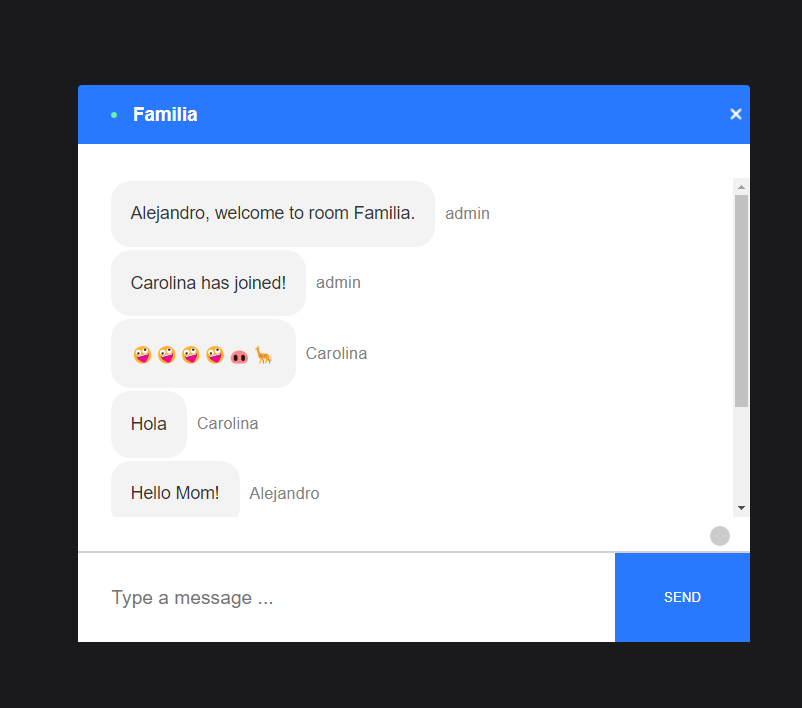 Familia
Alejandro, welcome to room Familia. admin
Carolina has joined! admin
🤪🤪🤪🤪🐽🦒 Carolina
Hola Carolina
Hello Mom! Alejandro
Type a message ... SEND